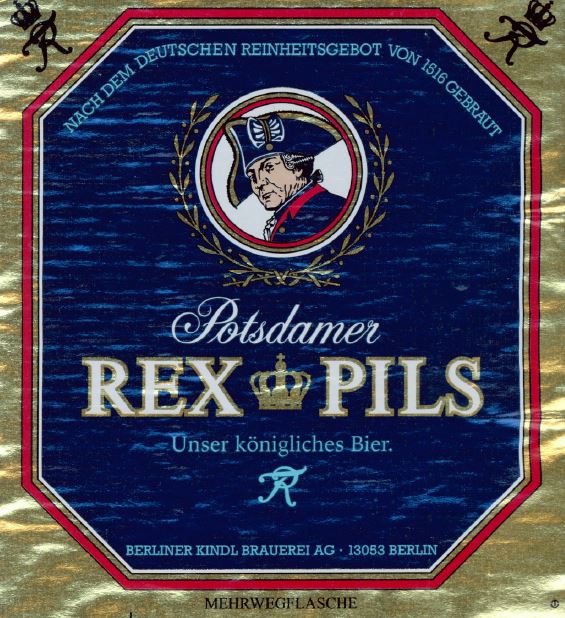 NACH DEM DEUTSCHEN REINHEITSGEBOT VON 1516 GEBRAUT
Potsdamer
REX PILS
Unser königliches Bier.
BERLINER KINDL BRAUEREI AG · 13053 BERLIN
MEHRWEGFLASCHE